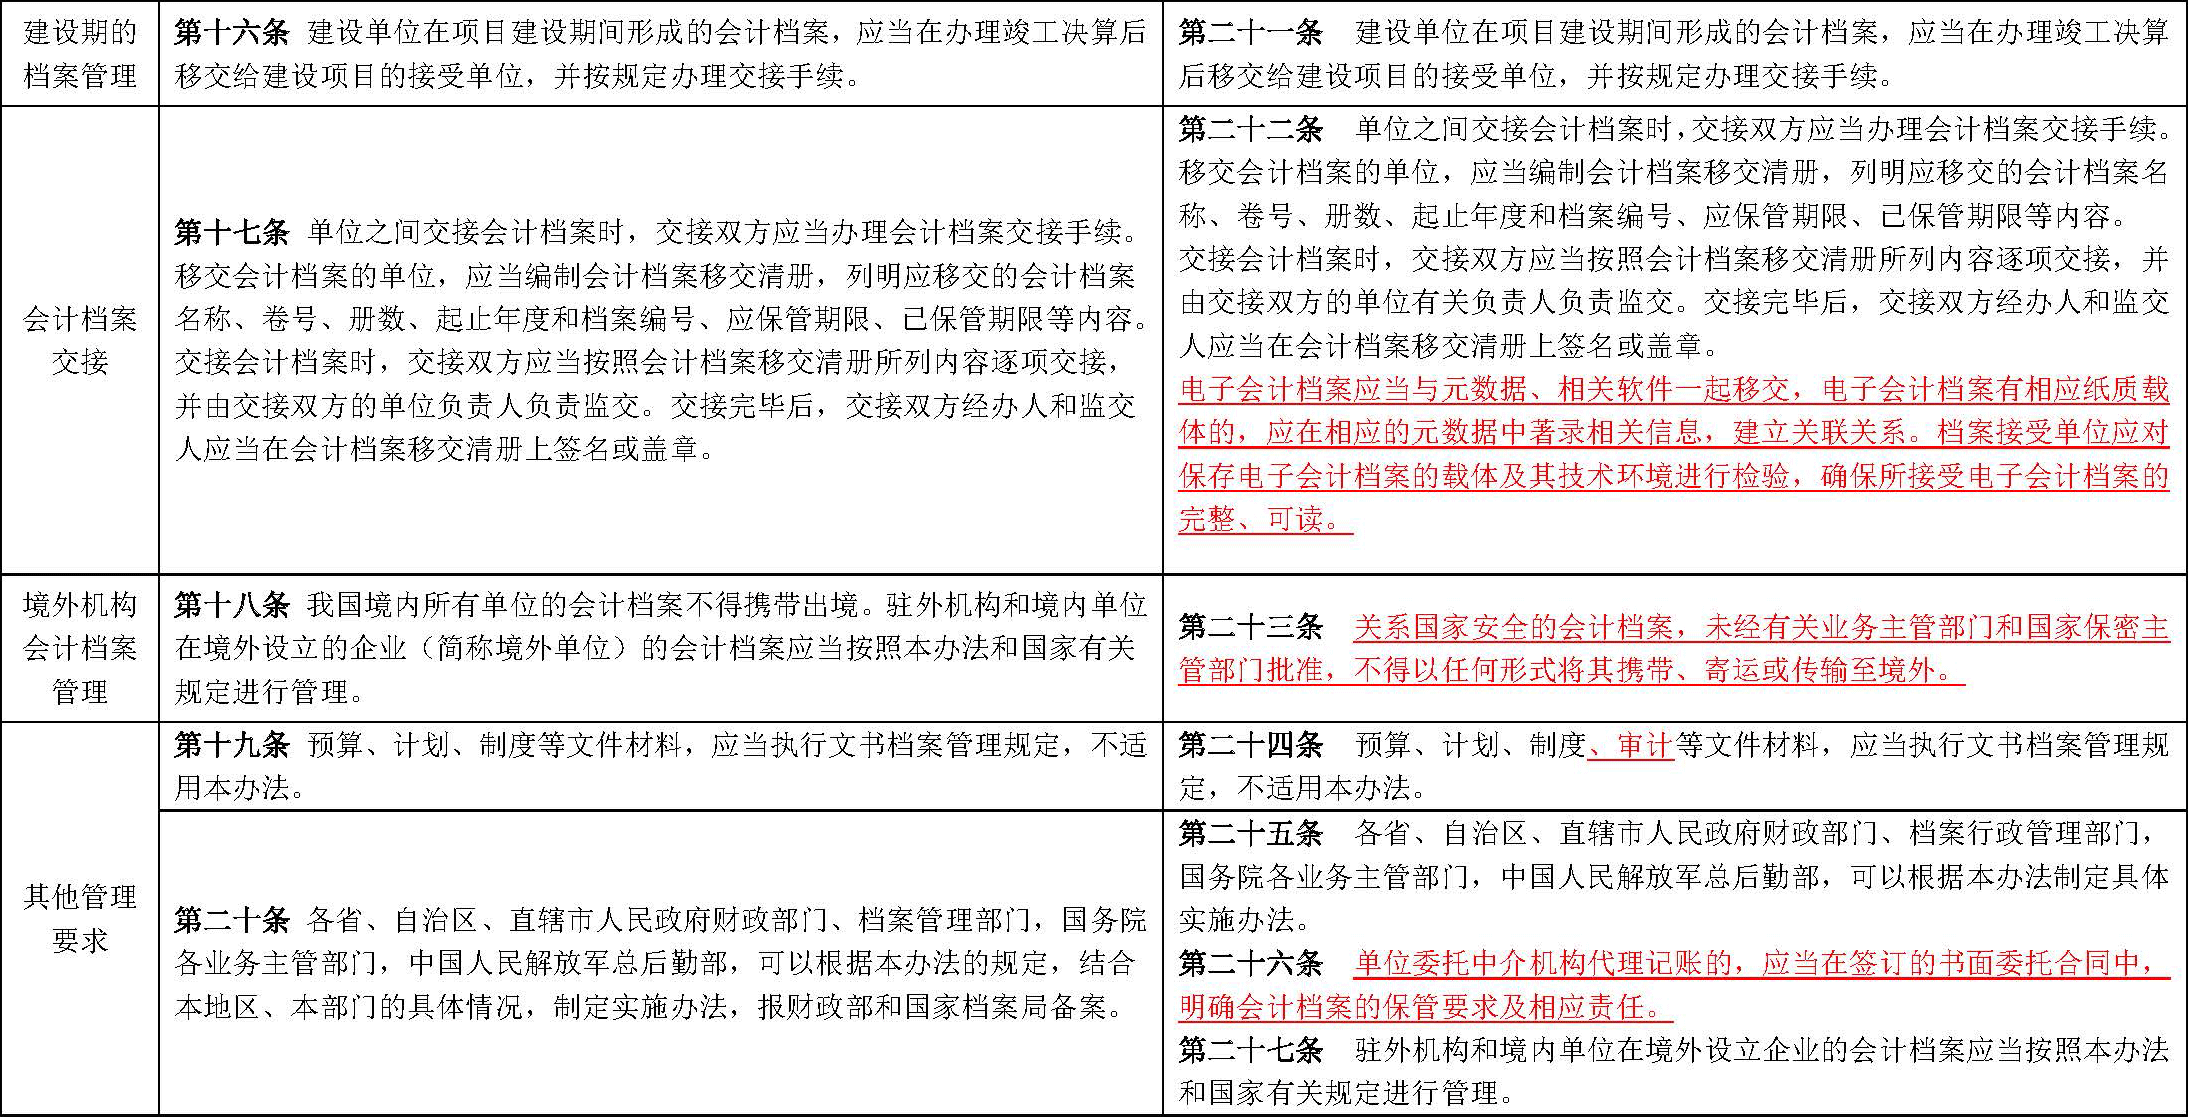 建设期的
档案管理
第十六条 建设单位在项目建设期间形成的会计档案，应当在办理竣工决算后
移交给建设项目的接受单位，并按规定办理交接手续。
第二十一条 建设单位在项目建设期间形成的会计档案，应当在办理竣工决算
后移交给建设项目的接受单位，并按规定办理交接手续。
会计档案
交接
第十七条 单位之间交接会计档案时，交接双方应当办理会计档案交接手续。
移交会计档案的单位，应当编制会计档案移交清册，列明应移交的会计档案
名称、卷号、册数、起止年度和档案编号、应保管期限、己保管期限等内容。
交接会计档案时，交接双方应当按照会计档案移交清册所列内容逐项交接，
并由交接双方的单位负责人负责监交。交接完毕后，交接双方经办人和监交
人应当在会计档案移交清册上签名或盖章。
第二十二条 单位之间交接会计档案时，交接双方应当办理会计档案交接手续。
移交会计档案的单位，应当编制会计档案移交清册，列明应移交的会计档案名
称、卷号、册数、起止年度和档案编号、应保管期限、己保管期限等内容。
交接会计档案时，交接双方应当按照会计档案移交清册所列内容逐项交接，并
由交接双方的单位有关负责人负责监交。交接完毕后，交接双方经办人和监交
人应当在会计档案移交清册上签名或盖章。
电子会计档案应当与元数据、相关软件一起移交，电子会计档案有相应纸质载
体的，应在相应的元数据中著录相关信息，建立关联关系。档案接受单位应对
保存电子会计档案的载体及其技术环境进行检验，确保所接受电子会计档案的
完整、可读。
境外机构
会计档案
管理
第十八条 我国境内所有单位的会计档案不得携带出境。驻外机构和境内单位
在境外设立的企业（简称境外单位）的会计档案应当按照本办法和国家有关
规定进行管理。
第二十三条 关系国家安全的会计档案，未经有关业务主管部门和国家保密主
管部门批准，不得以任何形式将其携带、寄运或传输至境外。
其他管理
要求
第十九条 预算、计划、制度等文件材料，应当执行文书档案管理规定，不适
用本办法。
第二十四条 预算、计划、制度、审计等文件材料，应当执行文书档案管理规
定，不适用本办法。
第二十条 各省、自治区、直辖市人民政府财政部门、档案管理部门，国务院
各业务主管部门，中国人民解放军总后勤部，可以根据本办法的规定，结合
本地区、本部门的具体情况，制定实施办法，报财政部和国家档案局备案。
第二十五条 各省、自治区、直辖市人民政府财政部门、档案行政管理部门，
国务院各业务主管部门，中国人民解放军总后勤部，可以根据本办法制定具体
实施办法。
第二十六条 单位委托中介机构代理记账的，应当在签订的书面委托合同中，
明确会计档案的保管要求及相应责任。
第二十七条 驻外机构和境内单位在境外设立企业的会计档案应当按照本办法
和国家有关规定进行管理。